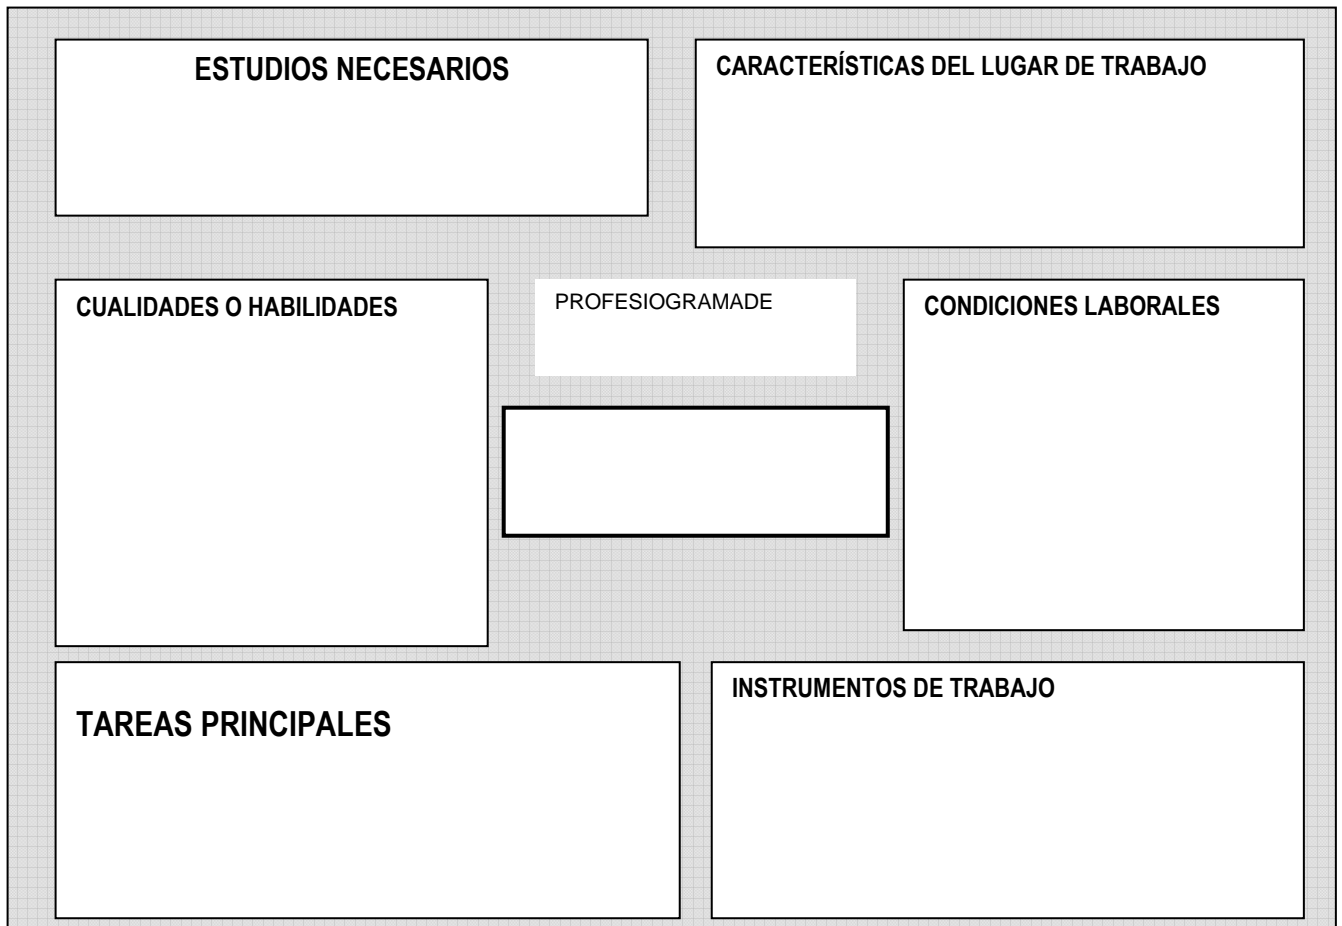 ESTUDIOS NECESARIOS
CARACTERÍSTICAS DEL LUGAR DE TRABAJO
CUALIDADES O HABILIDADES
PROFESIOGRAMADE
CONDICIONES LABORALES
TAREAS PRINCIPALES
INSTRUMENTOS DE TRABAJO